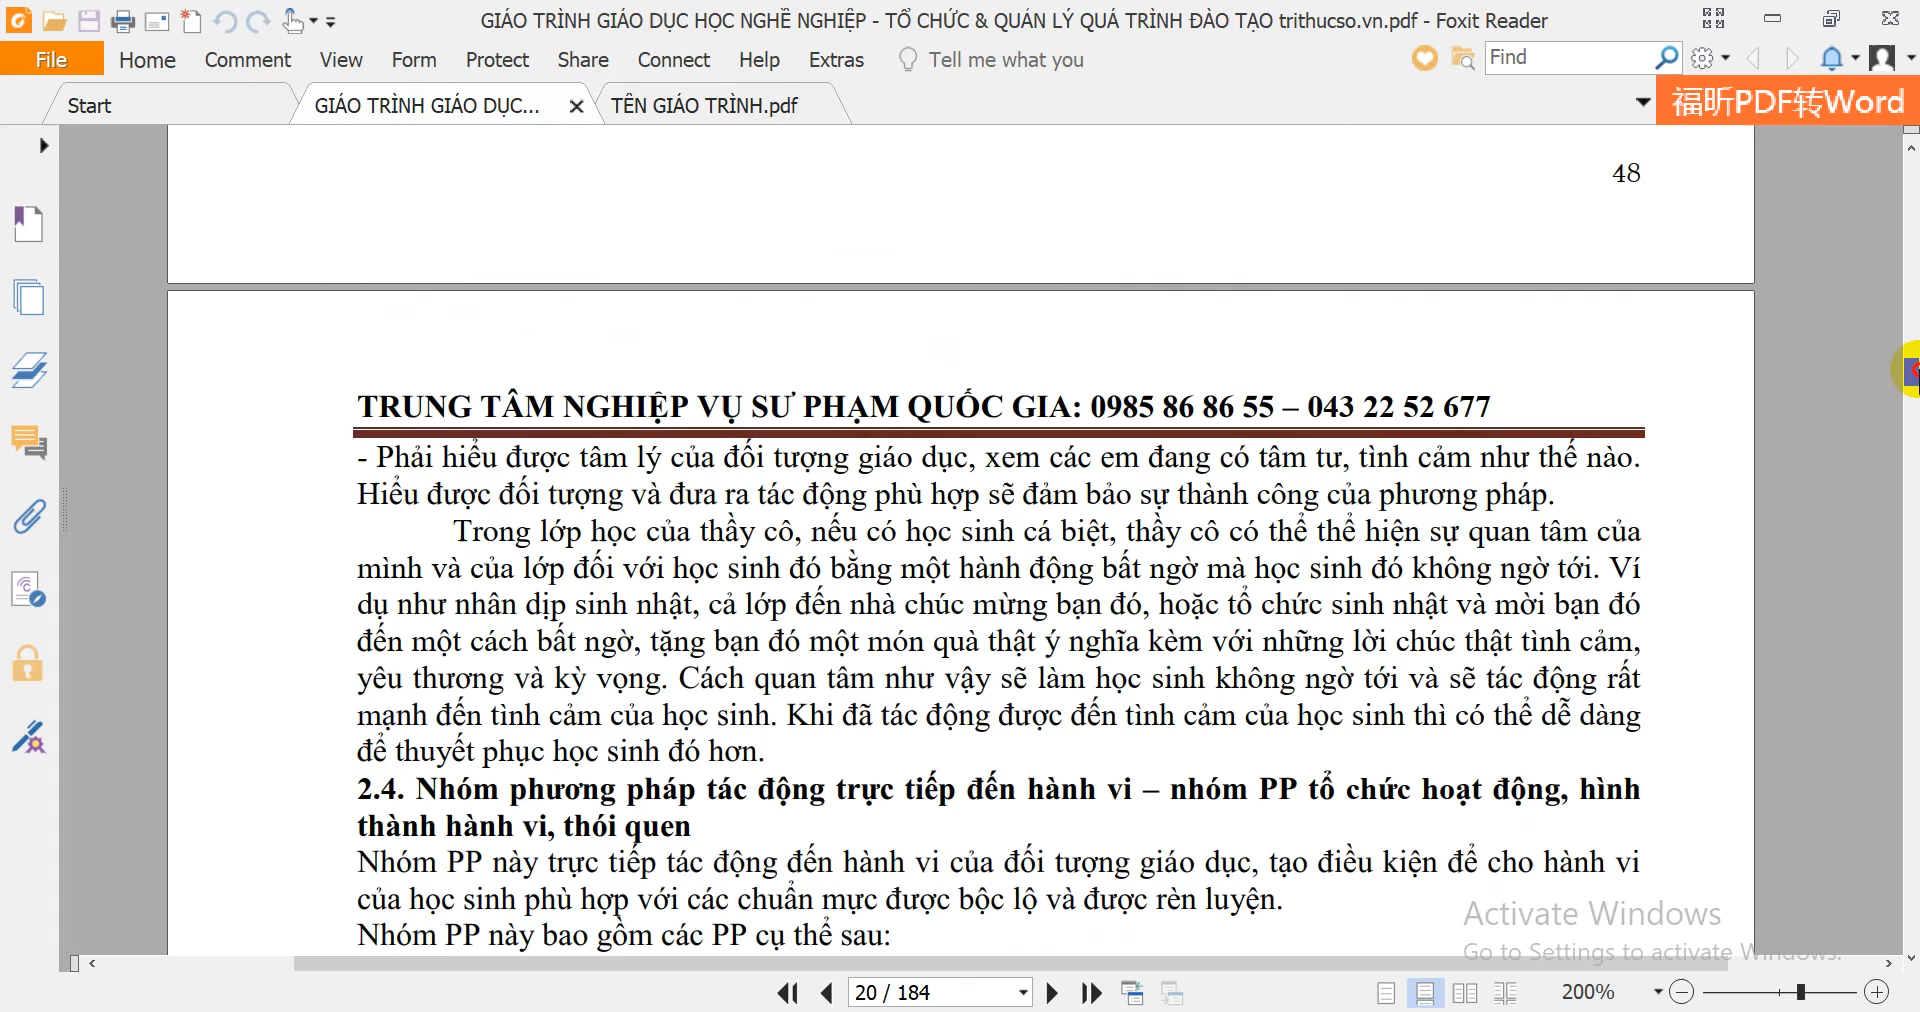 GIÁO TRÌNH GIÁO DỤC HỌC NGHỀ NGHIỆP - TỔ CHỨC & QUẢN LÝ QUÁ TRÌNH ĐÀO TẠO trithucso.vn.pdf - Foxit Reader
File Home Comment View Form Protect Share Connect Help Extras Tell me what you Find
Start GIÁO TRÌNH GIÁO DỤC... TÊN GIÁO TRÌNH.pdf 福昕PDF转Word
48
TRUNG TÂM NGHIỆP VỤ SƯ PHẠM QUỐC GIA: 0985 86 86 55 – 043 22 52 677
- Phải hiểu được tâm lý của đối tượng giáo dục, xem các em đang có tâm tư, tình cảm như thế nào.
Hiểu được đối tượng và đưa ra tác động phù hợp sẽ đảm bảo sự thành công của phương pháp.
Trong lớp học của thầy cô, nếu có học sinh cá biệt, thầy cô có thể thể hiện sự quan tâm của
mình và của lớp đối với học sinh đó bằng một hành động bất ngờ mà học sinh đó không ngờ tới. Ví
dụ như nhân dịp sinh nhật, cả lớp đến nhà chúc mừng bạn đó, hoặc tổ chức sinh nhật và mời bạn đó
đến một cách bất ngờ, tặng bạn đó một món quà thật ý nghĩa kèm với những lời chúc thật tình cảm,
yêu thương và kỳ vọng. Cách quan tâm như vậy sẽ làm học sinh không ngờ tới và sẽ tác động rất
mạnh đến tình cảm của học sinh. Khi đã tác động được đến tình cảm của học sinh thì có thể dễ dàng
để thuyết phục học sinh đó hơn.
2.4. Nhóm phương pháp tác động trực tiếp đến hành vi – nhóm PP tổ chức hoạt động, hình
thành hành vi, thói quen
Nhóm PP này trực tiếp tác động đến hành vi của đối tượng giáo dục, tạo điều kiện để cho hành vi
của học sinh phù hợp với các chuẩn mực được bộc lộ và được rèn luyện.
Nhóm PP này bao gồm các PP cụ thể sau:
Activate Windows
Go to Settings to activate Windows.
20 / 184 200%